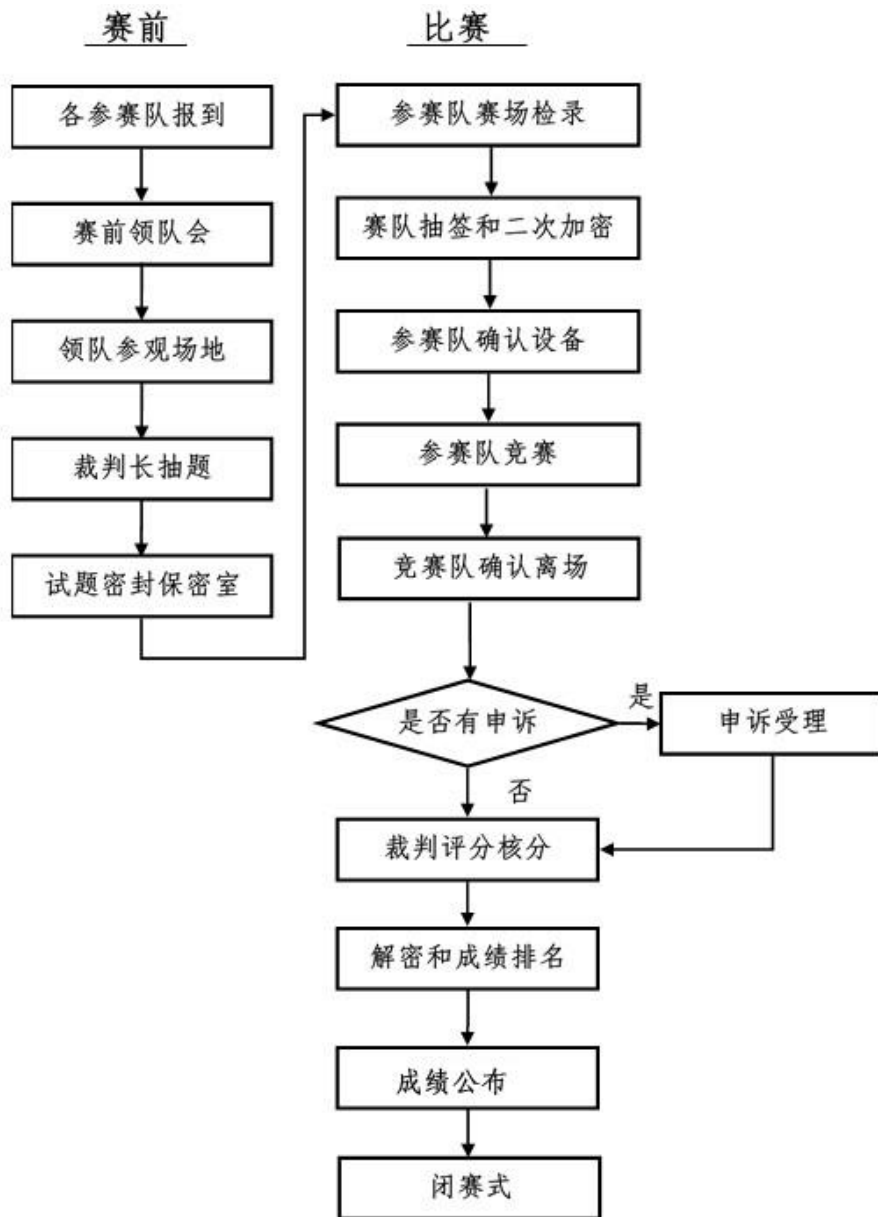 赛前
比赛
各参赛队报到
赛前领队会
领队参观场地
裁判长抽题
试题密封保密室
参赛队赛场检录
赛队抽签和二次加密
参赛队确认设备
参赛队竞赛
竞赛队确认离场
是否有申诉
是
申诉受理
否
裁判评分核分
解密和成绩排名
成绩公布
闭赛式